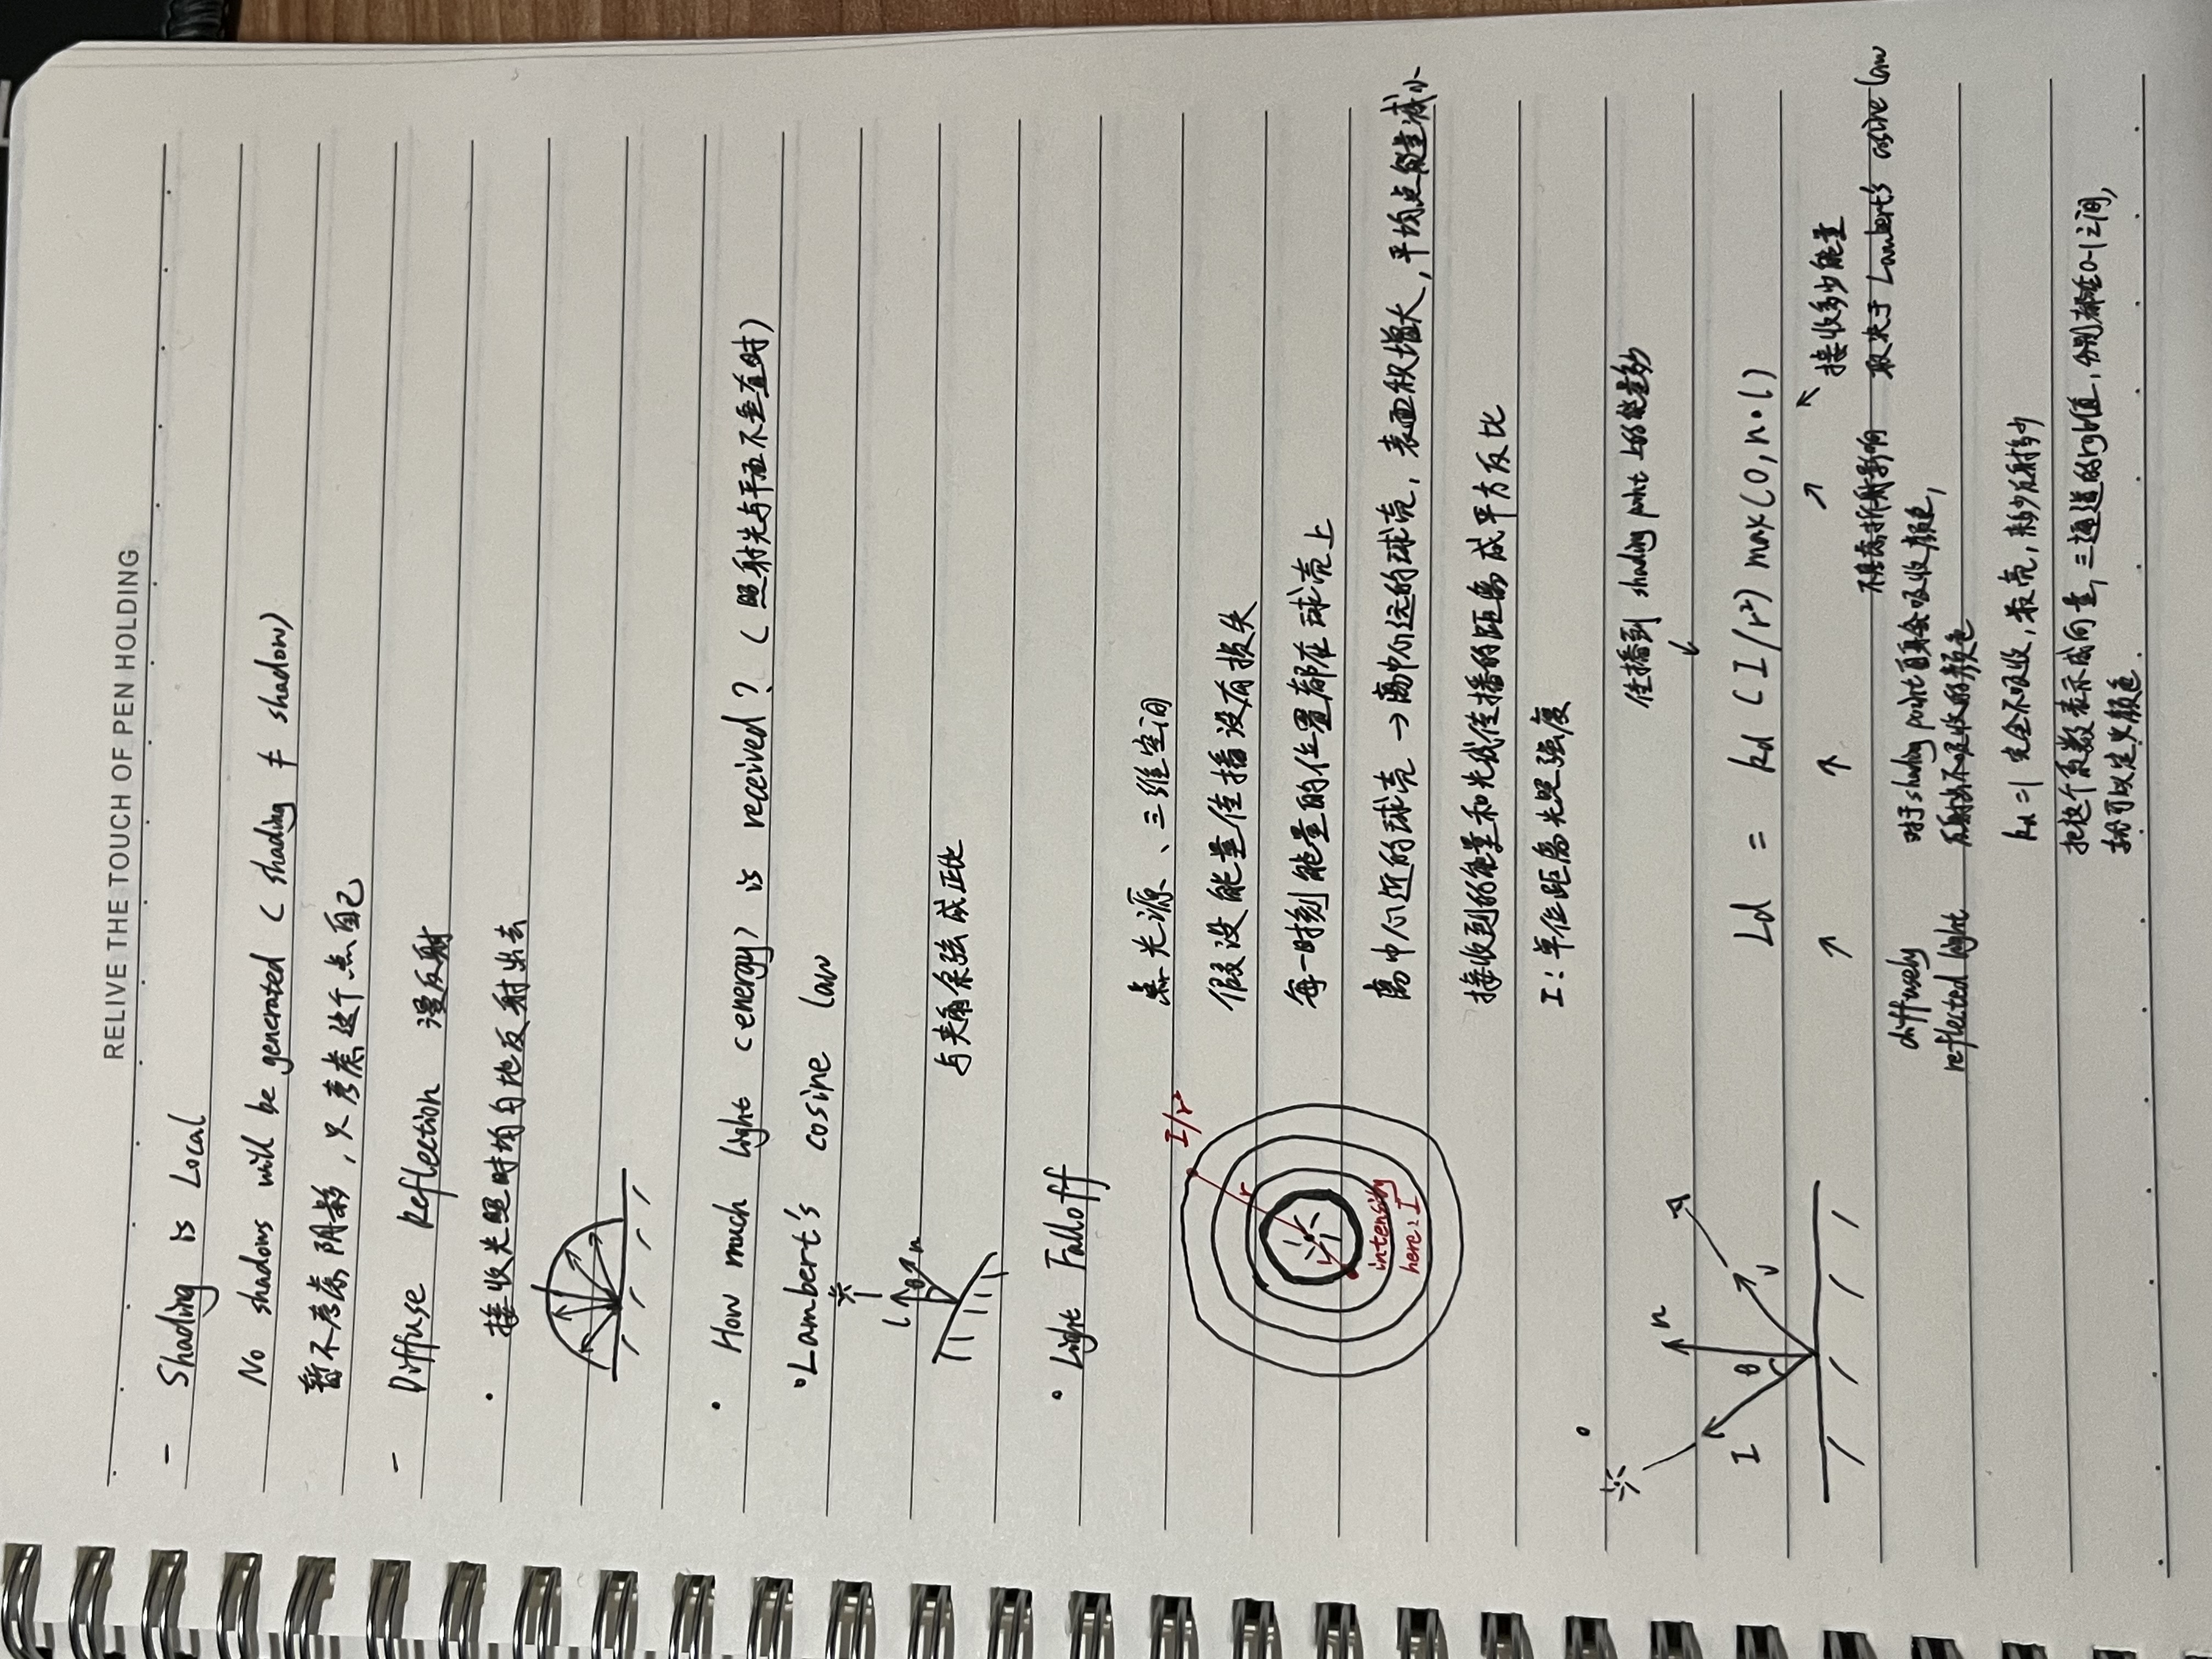 RELIVE THE TOUCH OF PEN HOLDING
- Shading is Local
No shadows will be generated (shading ≠ shadow)
暂不考虑阴影，只考虑这个点自己
- Diffuse Reflection 漫反射
· 接收光照时均匀地反射出去
· How much light (energy) is received? (照射光与平面不垂直时)
· Lambert's cosine law
l θ n
与夹角余弦成正比
· Light Falloff
点光源、三维空间
I/r²
假设能量传播没有损失
r
每一时刻能量的位置都在球壳上
1
intensity
here: I
离中心近的球壳 → 离中心远的球壳，表面积增大，平均点能量减小
接收到的能量和光线传播的距离成平方反比
I：单位距离光照强度
传播到 shading point 上的能量多少
↓
n
I θ v
Ld = kd (I/r²) max(0, n·l)
接收多少能量
取决于 Lambert's cosine law
不考虑折射影响
diffusely
reflected light
对于shading point自身会吸收颜色，
反射出不吸收的颜色
kd=1 完全不吸收，最亮，来多少反射多少
把这个系数表示成向量，三通道的rgb值，分别都在0-1之间，
就可以定义颜色.